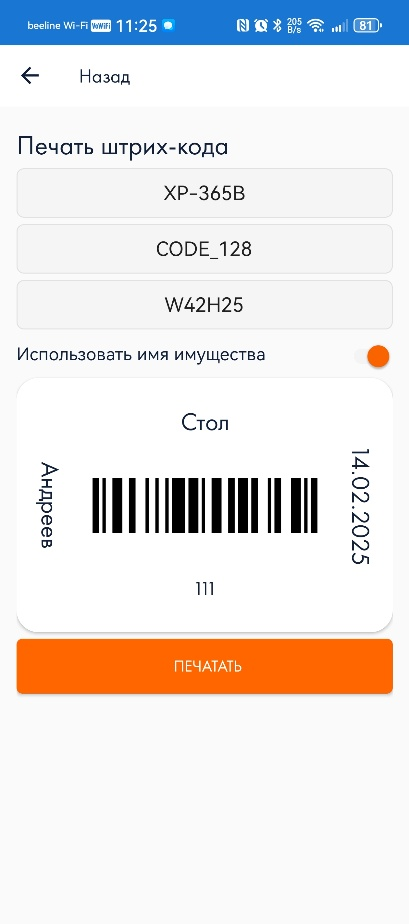 beeline Wi-Fi VoWiFi 11:25 205 B/s 81
Назад
Печать штрих-кода
XP-365B
CODE_128
W42H25
Использовать имя имущества
Стол
Андреев
14.02.2025
111
ПЕЧАТАТЬ